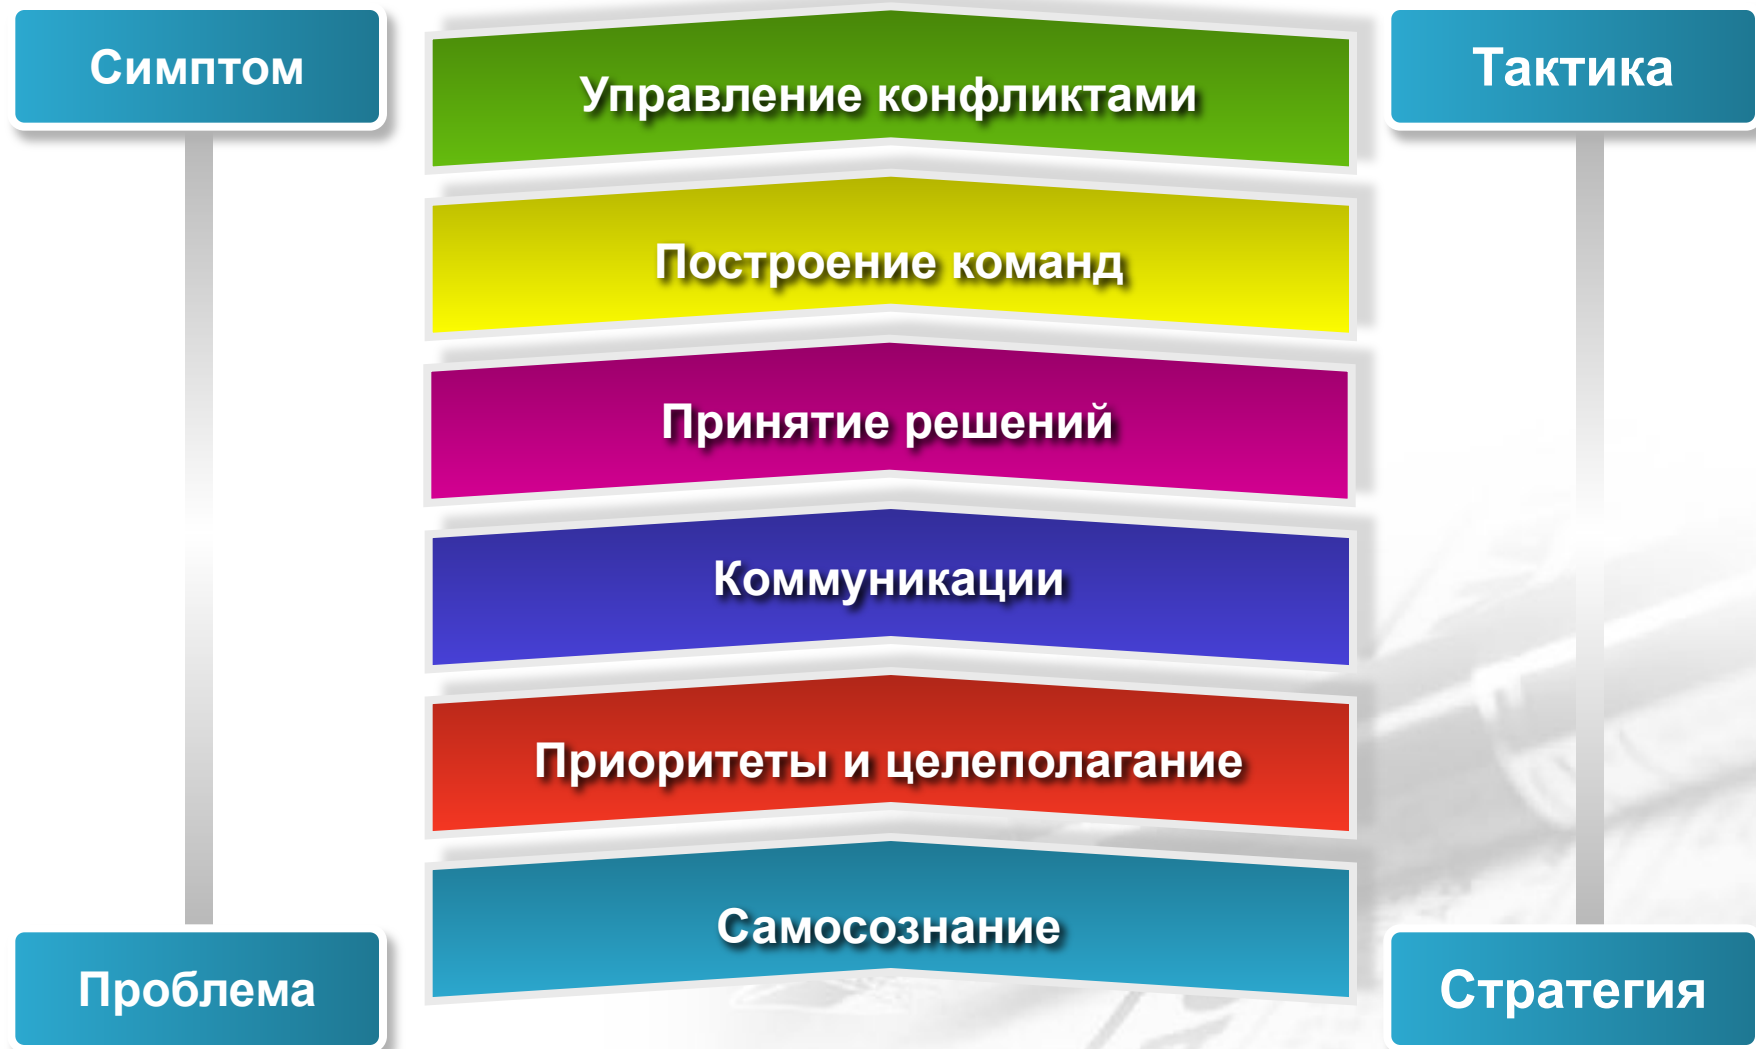 Симптом
Управление конфликтами
Тактика
Построение команд
Принятие решений
Коммуникации
Приоритеты и целеполагание
Самосознание
Проблема
Стратегия